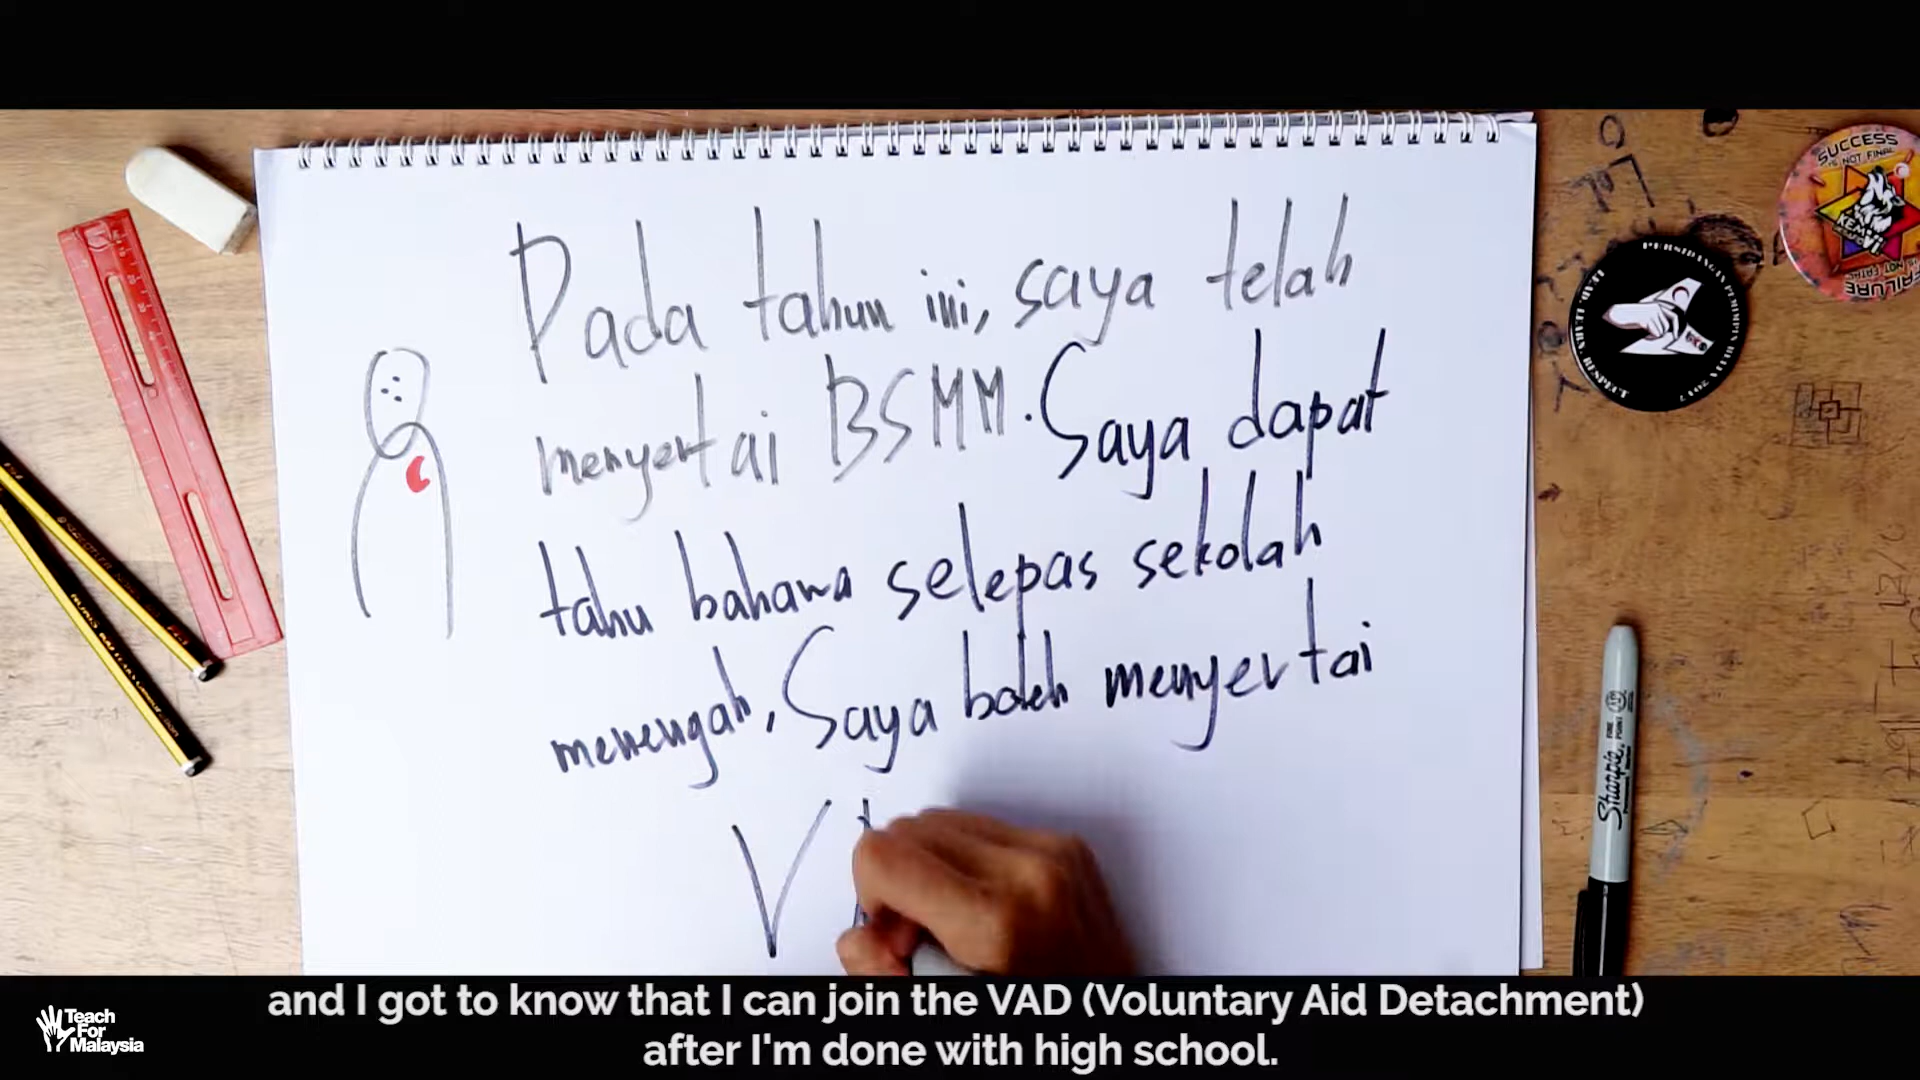 Pada tahun ini, saya telah
menyertai BSMM. Saya dapat
tahu bahawa selepas sekolah
menengah, Saya boleh menyertai
V
SUCCESS
IS NOT FINAL
FAILURE
IS NOT FATAL
Sharpie
FINE
POINT
Teach
For
Malaysia
and I got to know that I can join the VAD (Voluntary Aid Detachment)
after I'm done with high school.